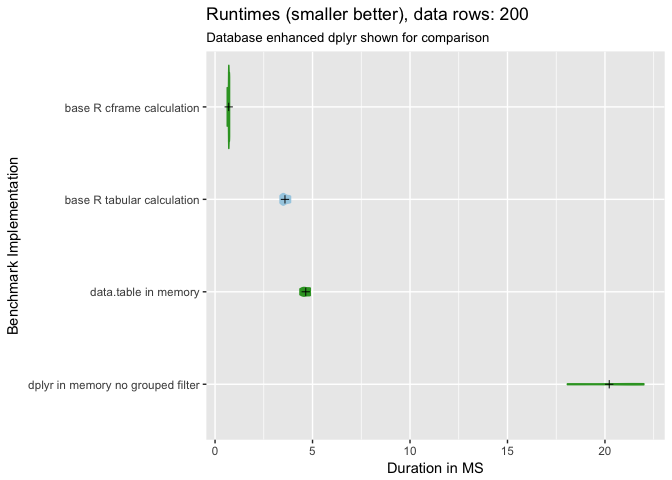 Runtimes (smaller better), data rows: 200
Database enhanced dplyr shown for comparison
Benchmark Implementation
base R cframe calculation
base R tabular calculation
data.table in memory
dplyr in memory no grouped filter
0 5 10 15 20
Duration in MS